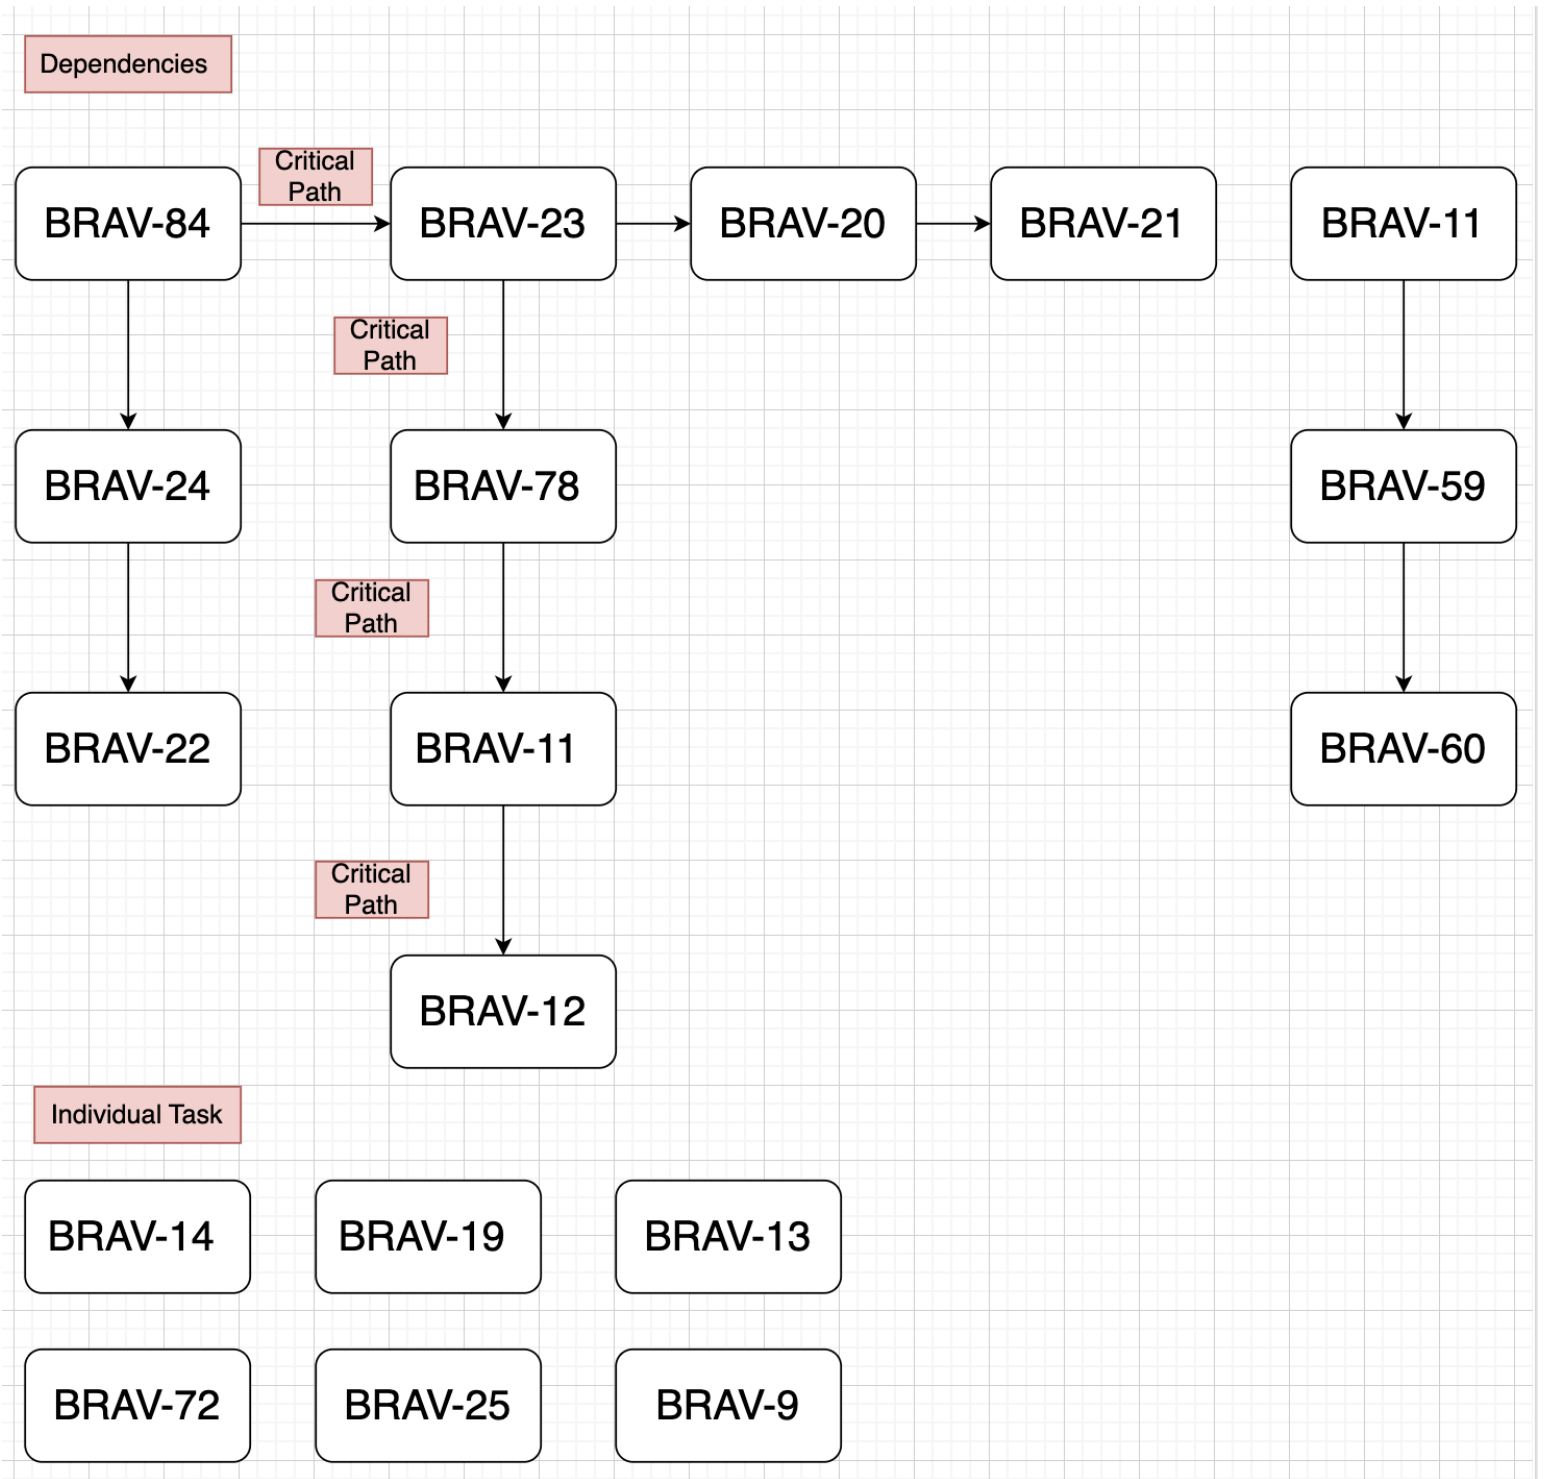 Dependencies
Critical
Path
BRAV-84
BRAV-23
BRAV-20
BRAV-21
BRAV-11
Critical
Path
BRAV-24
BRAV-78
BRAV-59
Critical
Path
BRAV-22
BRAV-11
BRAV-60
Critical
Path
BRAV-12
Individual Task
BRAV-14
BRAV-19
BRAV-13
BRAV-72
BRAV-25
BRAV-9